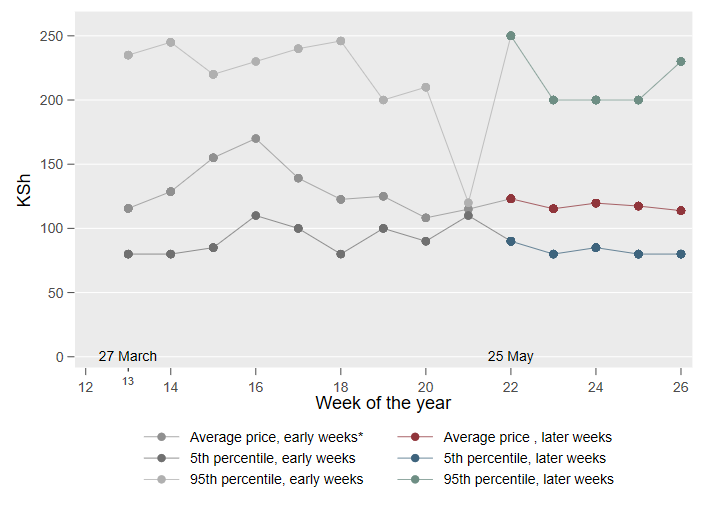 250
200
150
100
50
0
KSh
27 March
25 May
12
13
14
16
18
20
22
24
26
Week of the year
Average price, early weeks*
Average price , later weeks
5th percentile, early weeks
5th percentile, later weeks
95th percentile, early weeks
95th percentile, later weeks